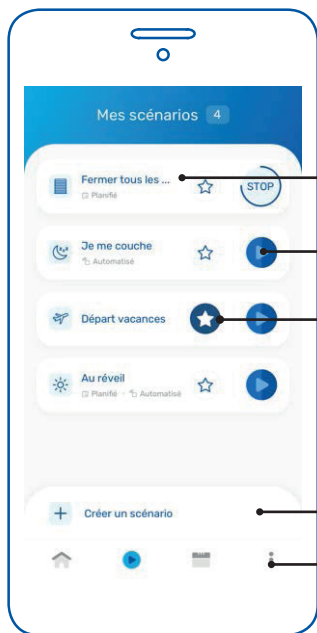 Mes scénarios 4
Fermer tous les ...
Planifié
STOP
Je me couche
Automatisé
Départ vacances
Au réveil
Planifié - Automatisé
Créer un scénario